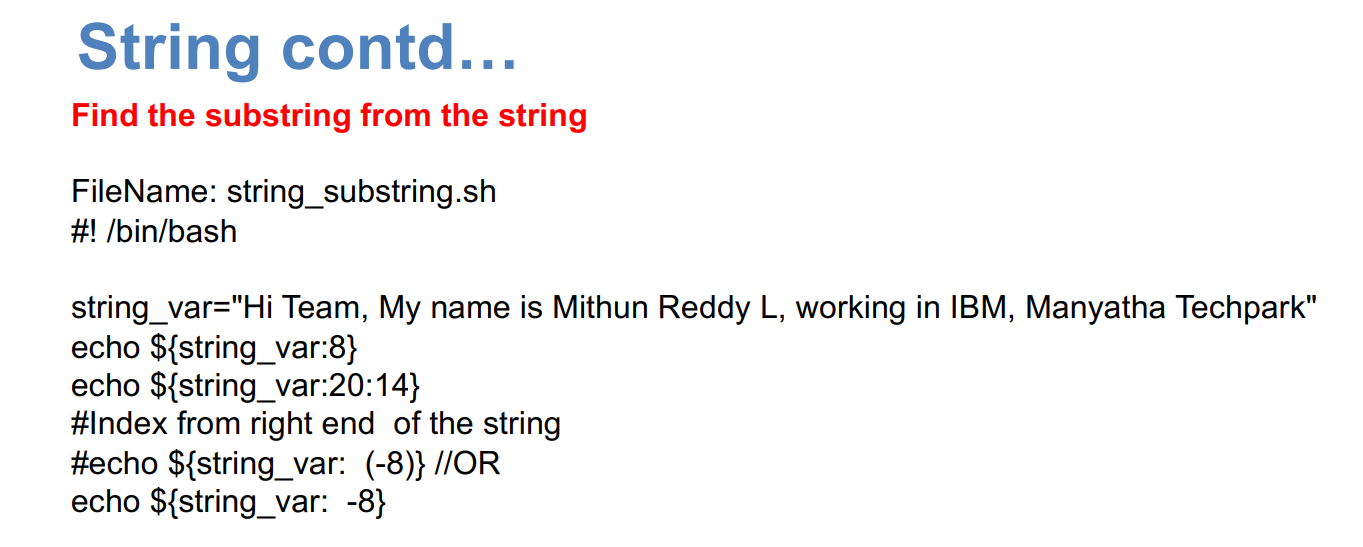 String contd…
Find the substring from the string
FileName: string_substring.sh
#! /bin/bash
string_var="Hi Team, My name is Mithun Reddy L, working in IBM, Manyatha Techpark"
echo ${string_var:8}
echo ${string_var:20:14}
#Index from right end  of the string
#echo ${string_var:  (-8)} //OR
echo ${string_var:  -8}